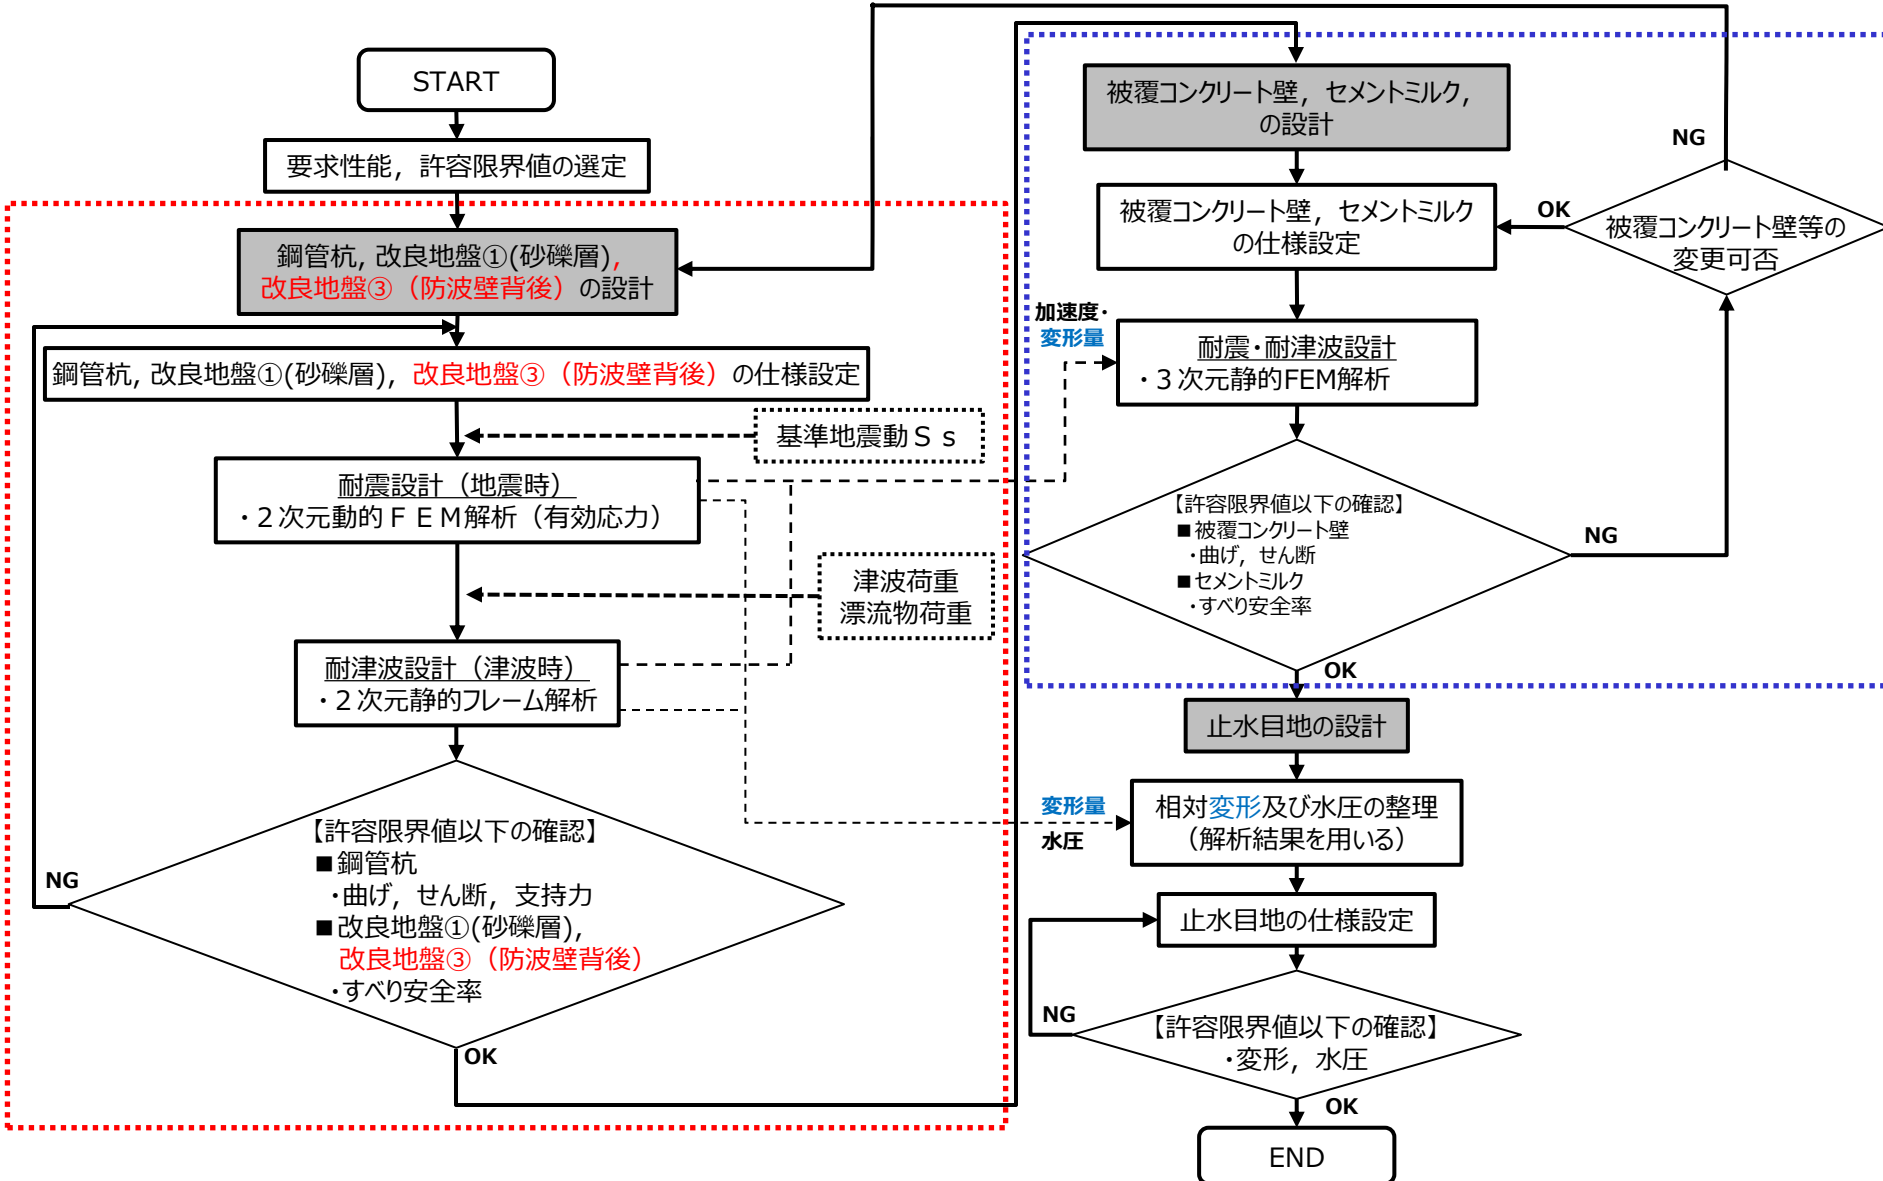 START
要求性能，許容限界値の選定
鋼管杭, 改良地盤①(砂礫層),
改良地盤③（防波壁背後）の設計
鋼管杭, 改良地盤①(砂礫層)，改良地盤③（防波壁背後）の仕様設定
基準地震動Ｓｓ
耐震設計（地震時）
・２次元動的ＦＥＭ解析（有効応力）
津波荷重
漂流物荷重
耐津波設計（津波時）
・２次元静的フレーム解析
【許容限界値以下の確認】
■鋼管杭
・曲げ，せん断，支持力
■改良地盤①(砂礫層),
改良地盤③（防波壁背後）
・すべり安全率
NG
OK
被覆コンクリート壁，セメントミルク，
の設計
被覆コンクリート壁，セメントミルク
の仕様設定
NG
OK
被覆コンクリート壁等の
変更可否
加速度・
変形量
耐震・耐津波設計
・３次元静的FEM解析
【許容限界値以下の確認】
■被覆コンクリート壁
・曲げ，せん断
■セメントミルク
・すべり安全率
NG
OK
止水目地の設計
変形量
水圧
相対変形及び水圧の整理
（解析結果を用いる）
止水目地の仕様設定
NG
【許容限界値以下の確認】
・変形，水圧
OK
END